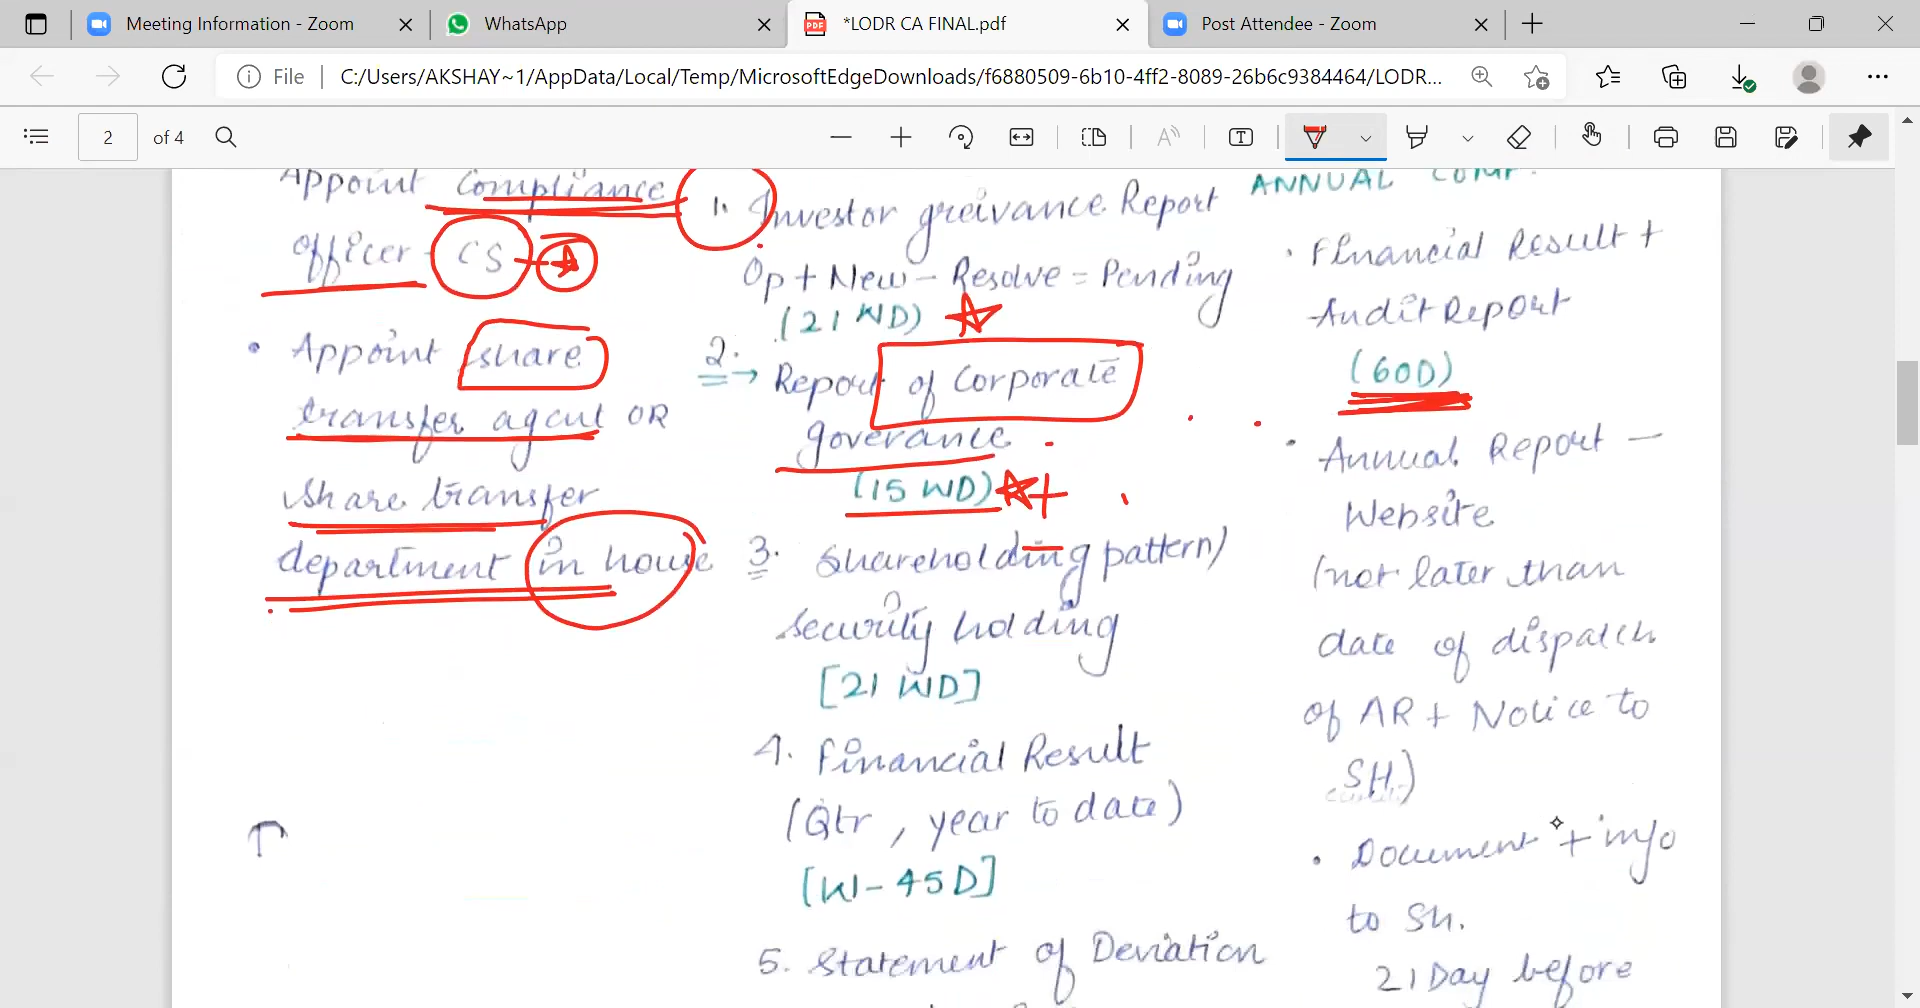 Meeting Information - Zoom
WhatsApp
*LODR CA FINAL.pdf
Post Attendee - Zoom
File
C:/Users/AKSHAY~1/AppData/Local/Temp/MicrosoftEdgeDownloads/f6880509-6b10-4ff2-8089-26b6c9384464/LODR...
2
of 4
Appoint Compliance
officer - CS
• Appoint share
transfer agent OR
share transfer
department in house
1. Investor greivance Report
Op + New - Resolve = Pending
(21 WD)
2. → Report of Corporate
goverance
(15 WD)
3. Shareholding pattern)
security holding
[21 WD]
4. Financial Result
(Qtr, year to date)
[WI-45D]
5. Statement of Deviation
ANNUAL COMP.
• Financial Result +
Audit Report
(60D)
• Annual Report -
Website
(not later than
date of dispatch
of AR + Notice to
SH)
• Document + info
to SH.
21 Day before